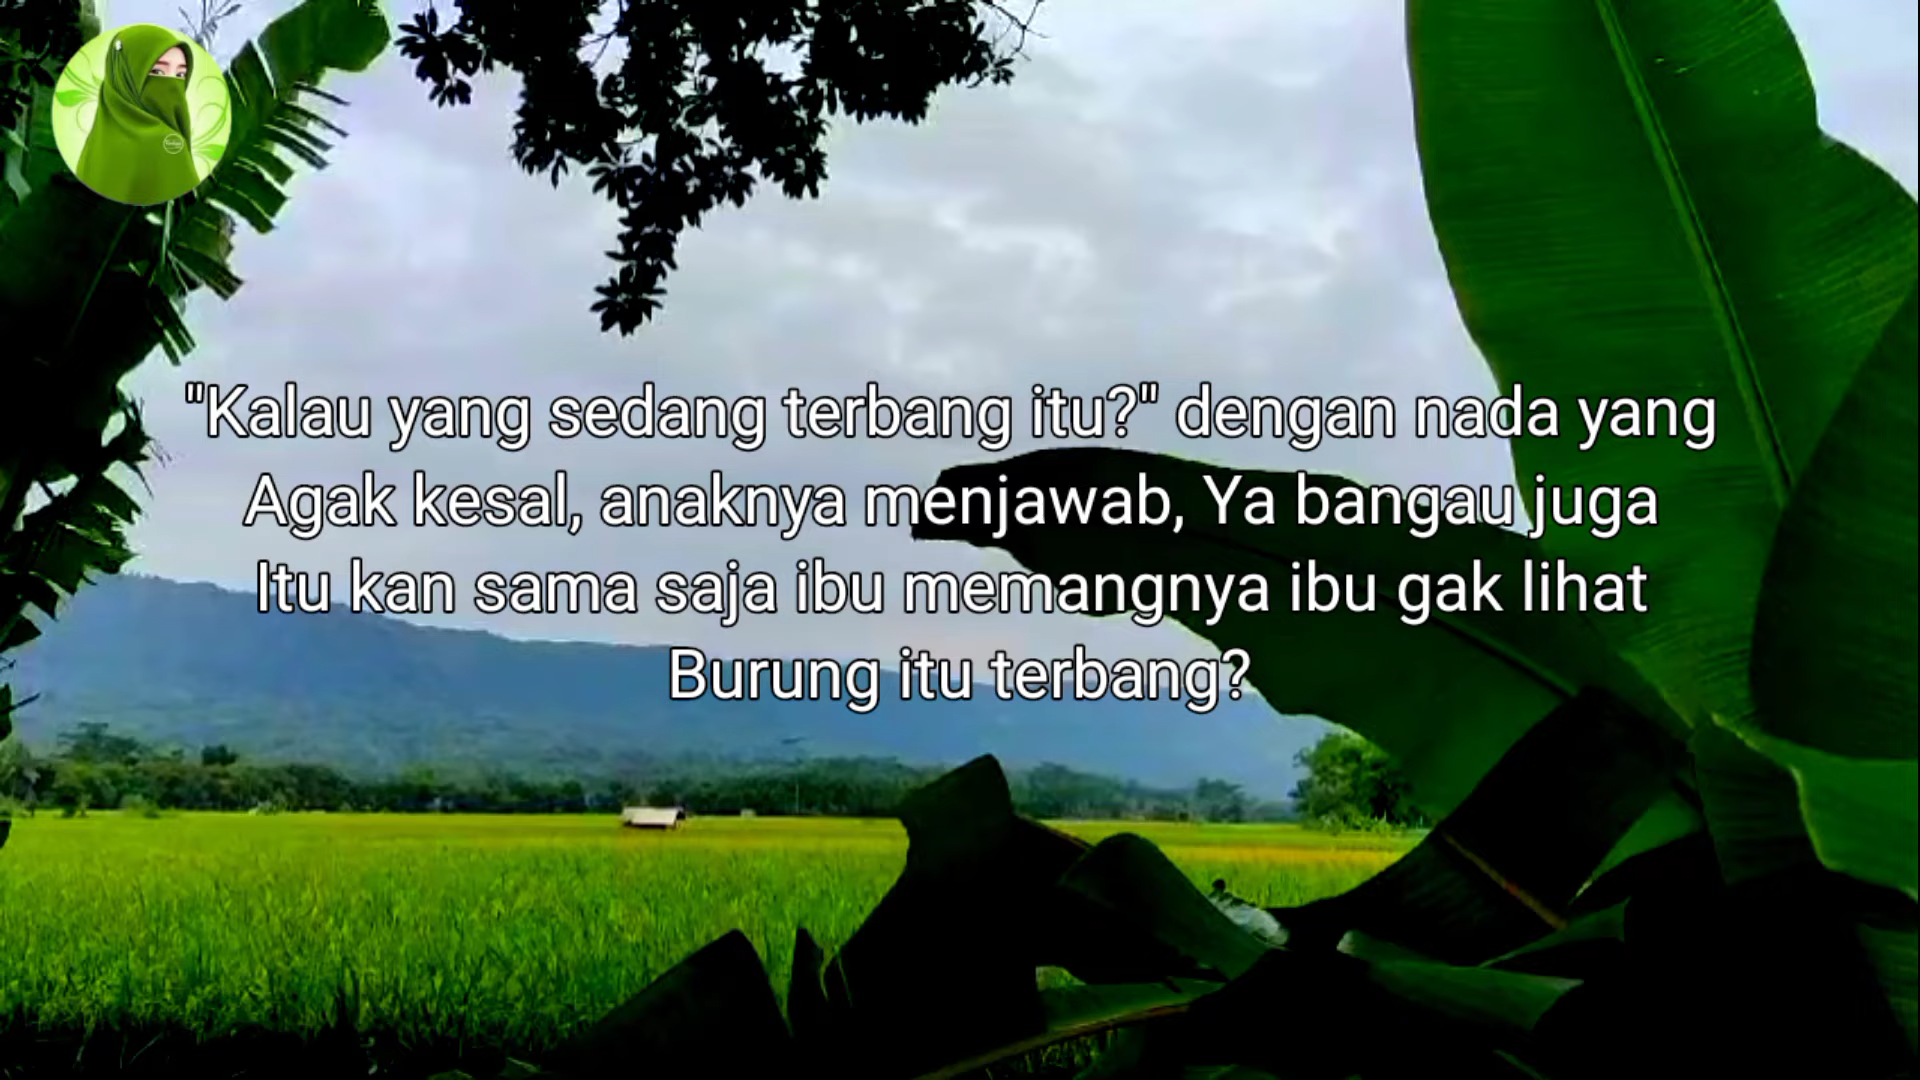 "Kalau yang sedang terbang itu?" dengan nada yang
Agak kesal, anaknya menjawab, Ya bangau juga
Itu kan sama saja ibu memangnya ibu gak lihat
Burung itu terbang?